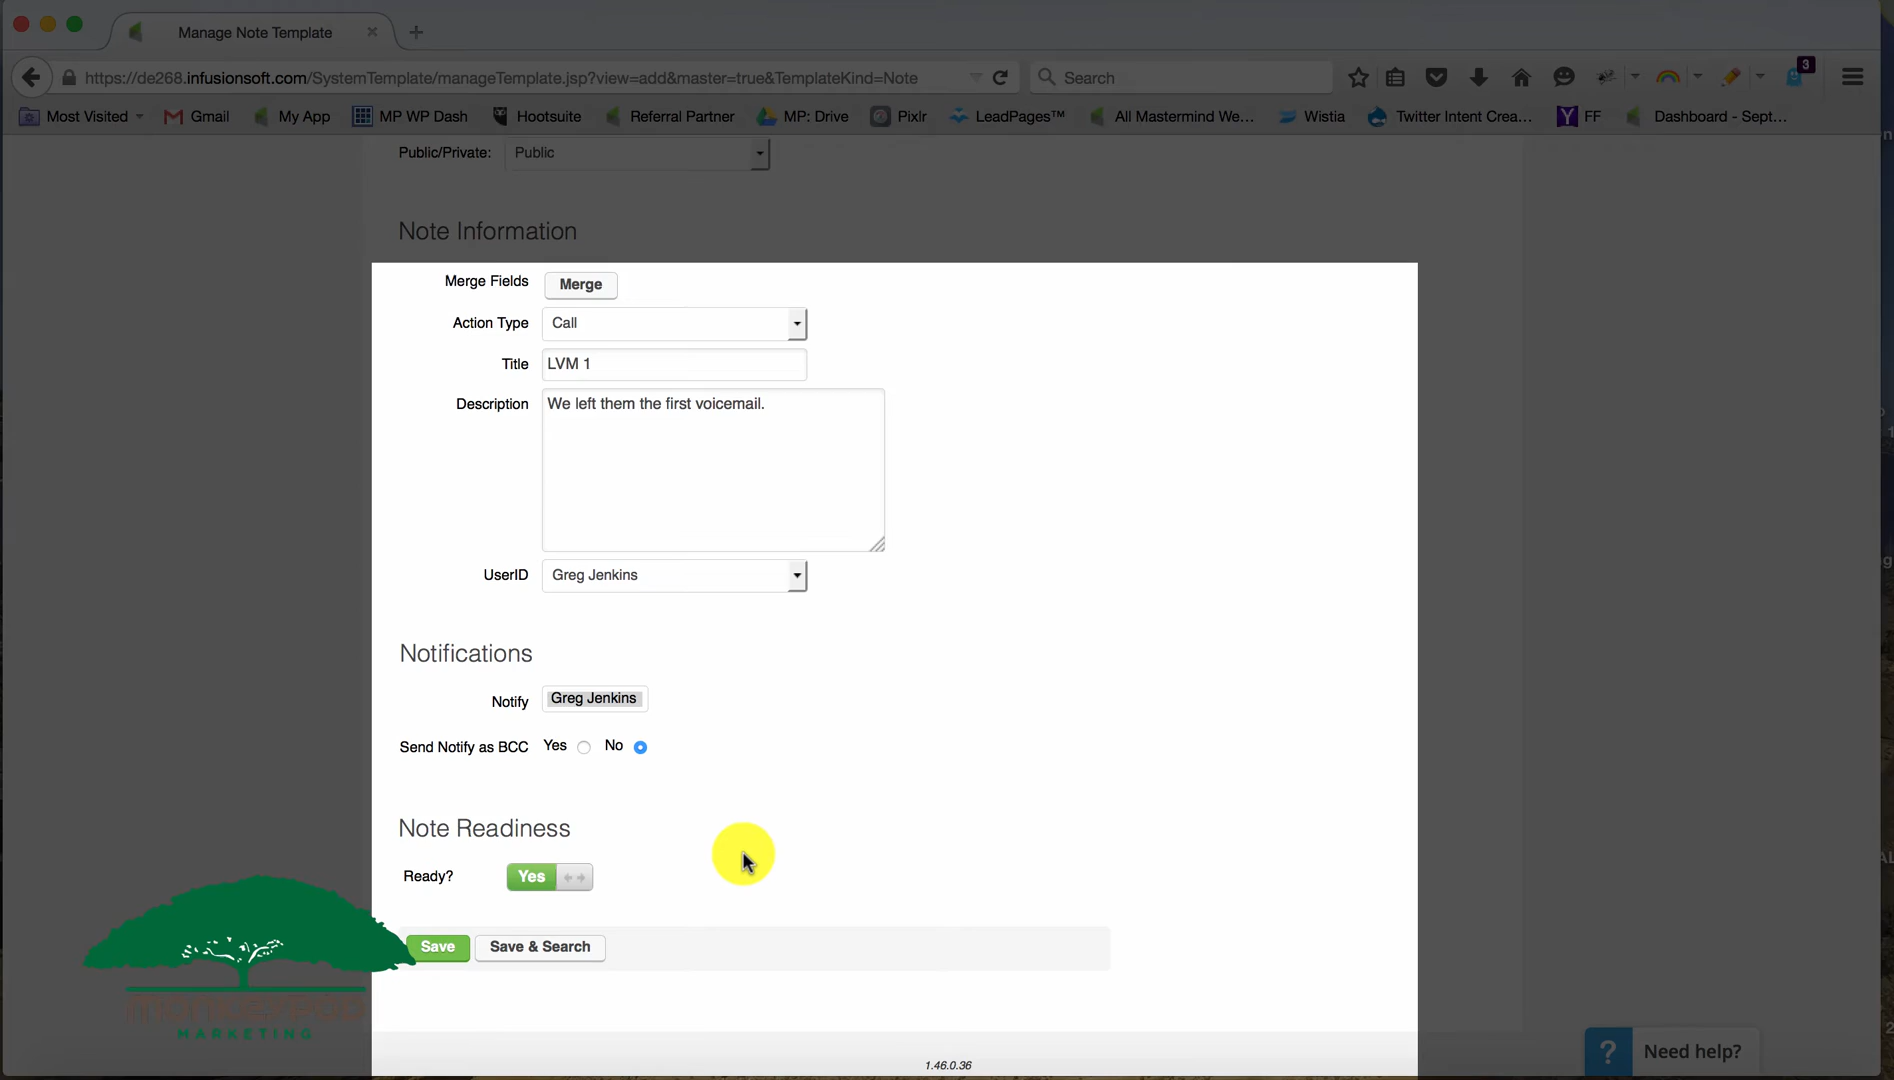 Manage Note Template
https://de268.infusionsoft.com/SystemTemplate/manageTemplate.jsp?view=add&master=true&TemplateKind=Note
Search
3
Most Visited
Gmail
My App
MP WP Dash
Hootsuite
Referral Partner
MP: Drive
Pixlr
LeadPages™
All Mastermind We...
Wistia
Twitter Intent Crea...
FF
Dashboard - Sept...
Public/Private: Public
Note Information
Merge Fields Merge
Action Type Call
Title LVM 1
Description We left them the first voicemail.
UserID Greg Jenkins
Notifications
Notify Greg Jenkins
Send Notify as BCC Yes No
Note Readiness
Ready? Yes
Save Save & Search
monkeypod
MARKETING
? Need help?
1.46.0.36